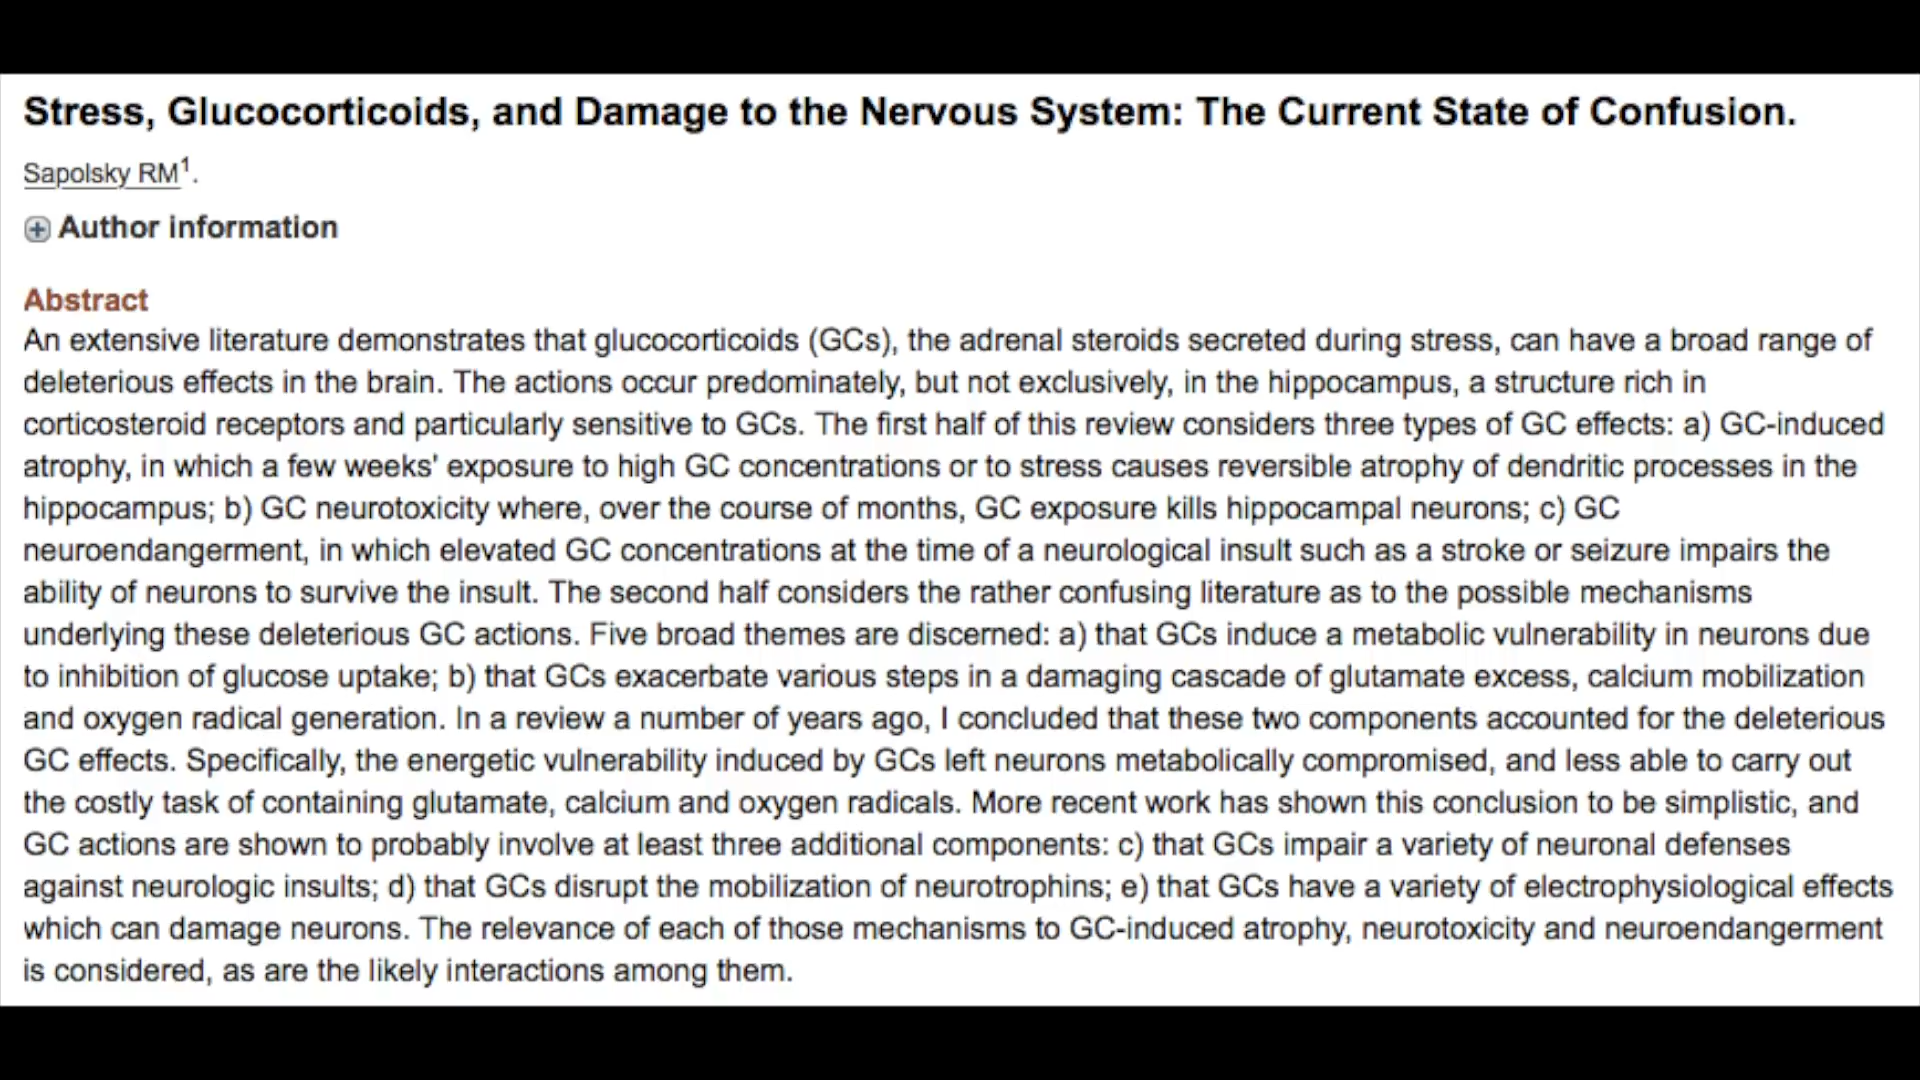 Stress, Glucocorticoids, and Damage to the Nervous System: The Current State of Confusion.
Sapolsky RM1.
Author information
Abstract
An extensive literature demonstrates that glucocorticoids (GCs), the adrenal steroids secreted during stress, can have a broad range of
deleterious effects in the brain. The actions occur predominately, but not exclusively, in the hippocampus, a structure rich in
corticosteroid receptors and particularly sensitive to GCs. The first half of this review considers three types of GC effects: a) GC-induced
atrophy, in which a few weeks' exposure to high GC concentrations or to stress causes reversible atrophy of dendritic processes in the
hippocampus; b) GC neurotoxicity where, over the course of months, GC exposure kills hippocampal neurons; c) GC
neuroendangerment, in which elevated GC concentrations at the time of a neurological insult such as a stroke or seizure impairs the
ability of neurons to survive the insult. The second half considers the rather confusing literature as to the possible mechanisms
underlying these deleterious GC actions. Five broad themes are discerned: a) that GCs induce a metabolic vulnerability in neurons due
to inhibition of glucose uptake; b) that GCs exacerbate various steps in a damaging cascade of glutamate excess, calcium mobilization
and oxygen radical generation. In a review a number of years ago, I concluded that these two components accounted for the deleterious
GC effects. Specifically, the energetic vulnerability induced by GCs left neurons metabolically compromised, and less able to carry out
the costly task of containing glutamate, calcium and oxygen radicals. More recent work has shown this conclusion to be simplistic, and
GC actions are shown to probably involve at least three additional components: c) that GCs impair a variety of neuronal defenses
against neurologic insults; d) that GCs disrupt the mobilization of neurotrophins; e) that GCs have a variety of electrophysiological effects
which can damage neurons. The relevance of each of those mechanisms to GC-induced atrophy, neurotoxicity and neuroendangerment
is considered, as are the likely interactions among them.